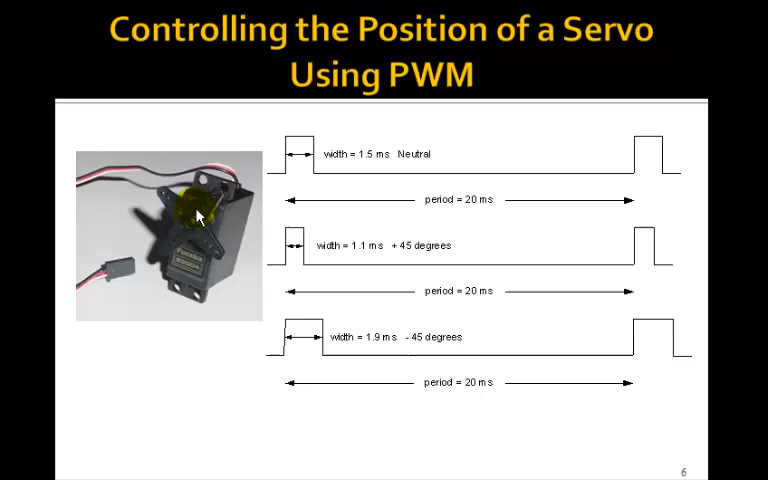 Controlling the Position of a Servo
Using PWM
width = 1.5 ms Neutral
period = 20 ms
width = 1.1 ms + 45 degrees
period = 20 ms
width = 1.9 ms - 45 degrees
period = 20 ms
Futaba
6